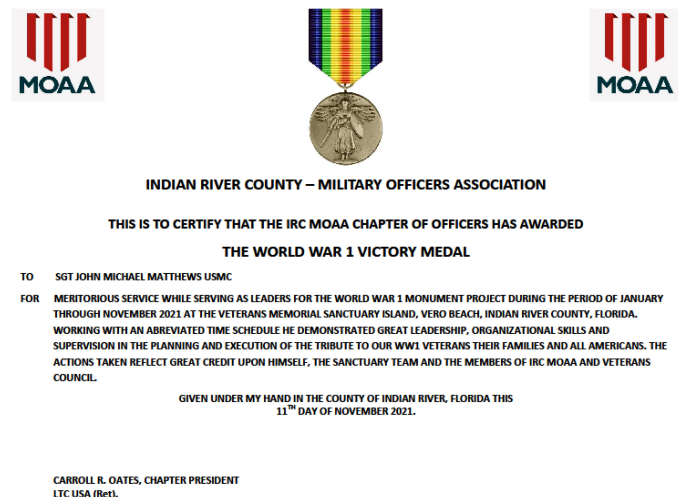 MOAA
MOAA
INDIAN RIVER COUNTY – MILITARY OFFICERS ASSOCIATION
THIS IS TO CERTIFY THAT THE IRC MOAA CHAPTER OF OFFICERS HAS AWARDED
THE WORLD WAR 1 VICTORY MEDAL
TO SGT JOHN MICHAEL MATTHEWS USMC
FOR MERITORIOUS SERVICE WHILE SERVING AS LEADERS FOR THE WORLD WAR 1 MONUMENT PROJECT DURING THE PERIOD OF JANUARY
THROUGH NOVEMBER 2021 AT THE VETERANS MEMORIAL SANCTUARY ISLAND, VERO BEACH, INDIAN RIVER COUNTY, FLORIDA.
WORKING WITH AN ABREVIATED TIME SCHEDULE HE DEMONSTRATED GREAT LEADERSHIP, ORGANIZATIONAL SKILLS AND
SUPERVISION IN THE PLANNING AND EXECUTION OF THE TRIBUTE TO OUR WW1 VETERANS THEIR FAMILIES AND ALL AMERICANS. THE
ACTIONS TAKEN REFLECT GREAT CREDIT UPON HIMSELF, THE SANCTUARY TEAM AND THE MEMBERS OF IRC MOAA AND VETERANS
COUNCIL.
GIVEN UNDER MY HAND IN THE COUNTY OF INDIAN RIVER, FLORIDA THIS
11TH DAY OF NOVEMBER 2021.
CARROLL R. OATES, CHAPTER PRESIDENT
LTC USA (Ret).